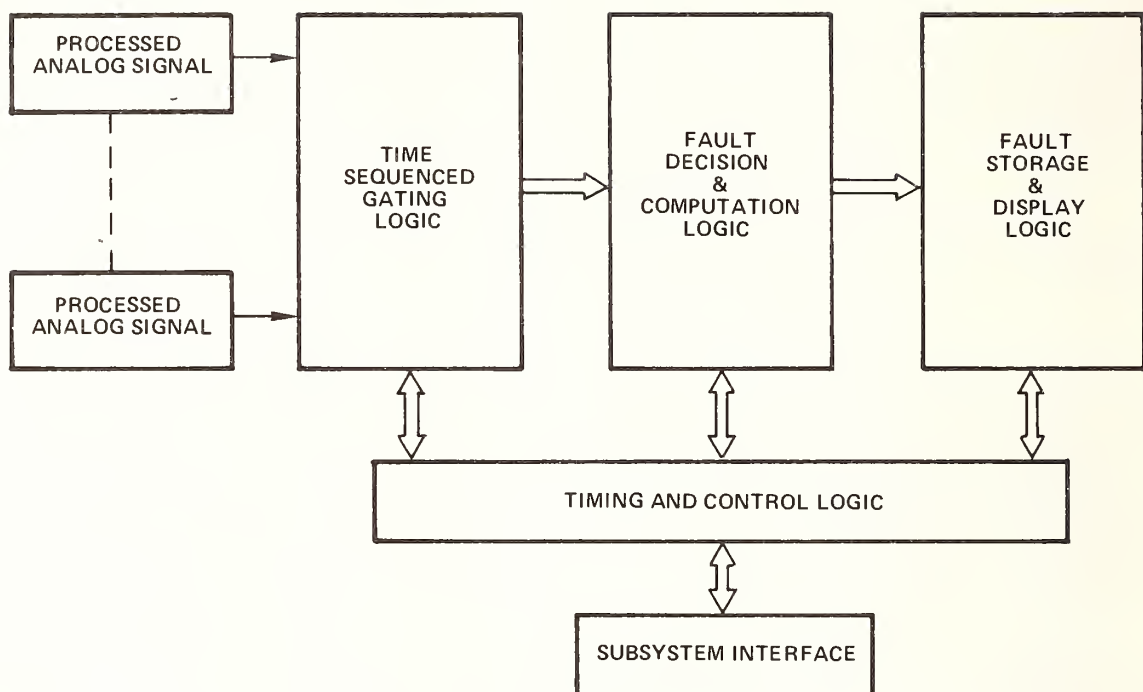 PROCESSED
ANALOG SIGNAL
TIME
SEQUENCED
GATING
LOGIC
FAULT
DECISION
&
COMPUTATION
LOGIC
FAULT
STORAGE
&
DISPLAY
LOGIC
PROCESSED
ANALOG SIGNAL
TIMING AND CONTROL LOGIC
SUBSYSTEM INTERFACE